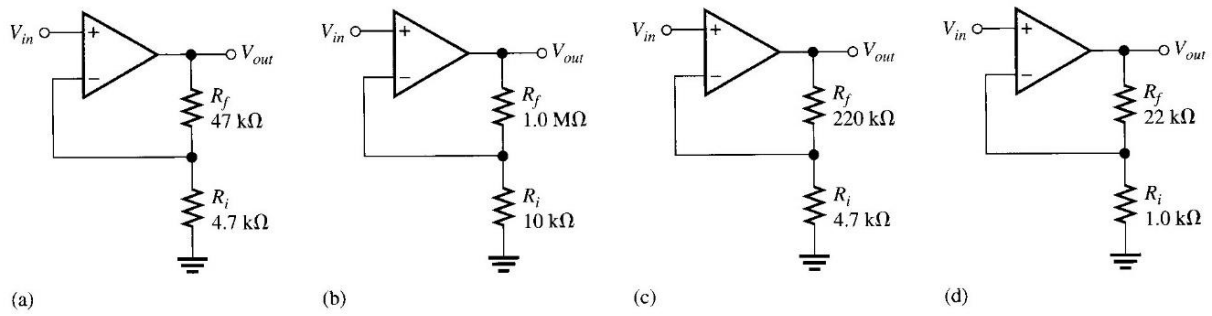 V_in + − V_out
R_f
47 kΩ
R_i
4.7 kΩ
(a)
V_in + − V_out
R_f
1.0 MΩ
R_i
10 kΩ
(b)
V_in + − V_out
R_f
220 kΩ
R_i
4.7 kΩ
(c)
V_in + − V_out
R_f
22 kΩ
R_i
1.0 kΩ
(d)